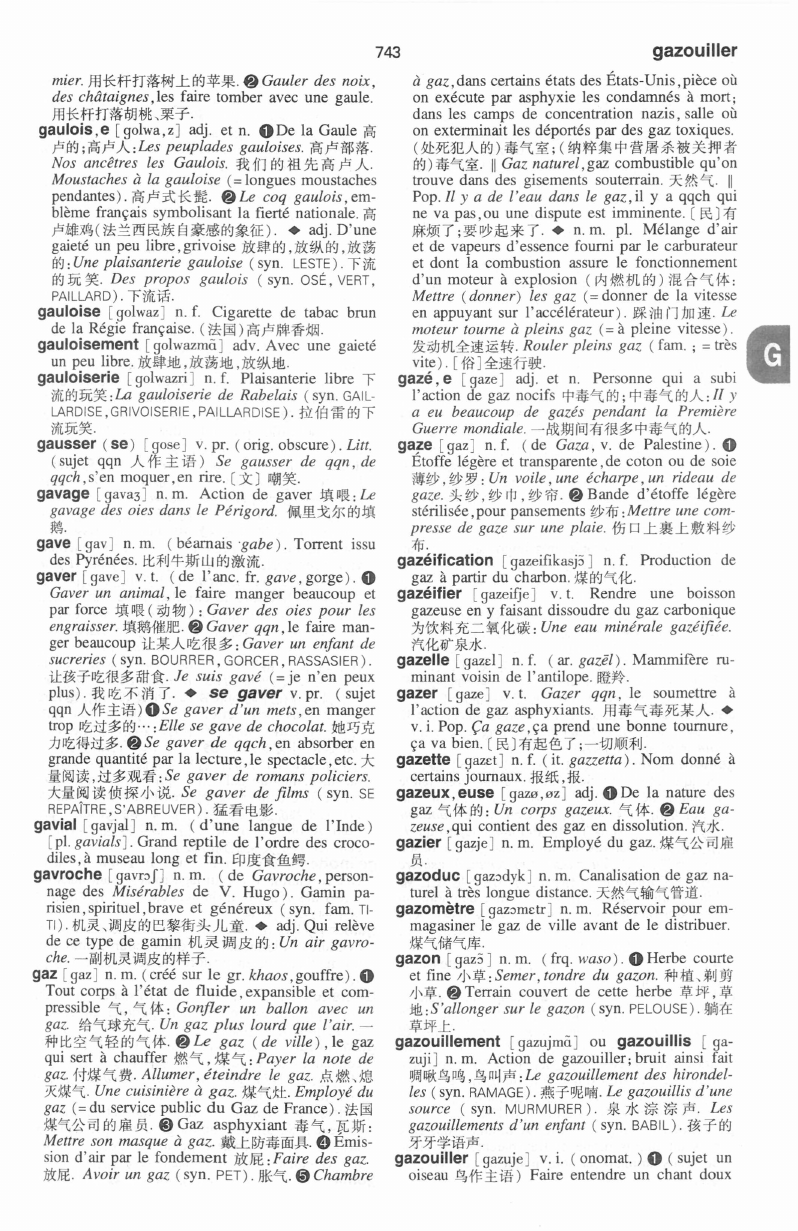 743
gazouiller
mier. 用长杆打落树上的苹果. ❷ Gauler des noix,
des châtaignes, les faire tomber avec une gaule.
用长杆打落胡桃、栗子.
gaulois, e [golwa, z] adj. et n. ❶ De la Gaule 高
卢的;高卢人: Les peuplades gauloises. 高卢部落.
Nos ancêtres les Gaulois. 我们的祖先高卢人.
Moustaches à la gauloise (= longues moustaches
pendantes). 高卢式长髭. ❷ Le coq gaulois, em-
blème français symbolisant la fierté nationale. 高
卢雄鸡(法兰西民族自豪感的象征). ◆ adj. D'une
gaieté un peu libre, grivoise 放肆的,放纵的,放荡
的: Une plaisanterie gauloise (syn. LESTE). 下流
的玩笑. Des propos gaulois (syn. OSÉ, VERT,
PAILLARD). 下流话.
gauloise [golwaz] n. f. Cigarette de tabac brun
de la Régie française. (法国)高卢牌香烟.
gauloisement [golwazmɑ̃] adv. Avec une gaieté
un peu libre. 放肆地,放荡地,放纵地.
gauloiserie [golwazri] n. f. Plaisanterie libre 下
流的玩笑: La gauloiserie de Rabelais (syn. GAIL-
LARDISE, GRIVOISERIE, PAILLARDISE). 拉伯雷的下
流玩笑.
gausser (se) [gose] v. pr. (orig. obscure). Litt.
(sujet qqn 人作主语) Se gausser de qqn, de
qqch, s'en moquer, en rire. [文] 嘲笑.
gavage [gavaʒ] n. m. Action de gaver 填喂: Le
gavage des oies dans le Périgord. 佩里戈尔的填
鹅.
gave [gav] n. m. (béarnais gabe). Torrent issu
des Pyrénées. 比利牛斯山的激流.
gaver [gave] v. t. (de l'anc. fr. gave, gorge). ❶
Gaver un animal, le faire manger beaucoup et
par force 填喂(动物): Gaver des oies pour les
engraisser. 填鹅催肥. ❷ Gaver qqn, le faire man-
ger beaucoup 让某人吃很多: Gaver un enfant de
sucreries (syn. BOURRER, GORCER, RASSASIER).
让孩子吃很多甜食. Je suis gavé (= je n'en peux
plus). 我吃不消了. ◆ se gaver v. pr. (sujet
qqn 人作主语) ❶ Se gaver d'un mets, en manger
trop 吃过多的…: Elle se gave de chocolat. 她巧克
力吃得过多. ❷ Se gaver de qqch, en absorber en
grande quantité par la lecture, le spectacle, etc. 大
量阅读,过多观看: Se gaver de romans policiers.
大量阅读侦探小说. Se gaver de films (syn. SE
REPAÎTRE, S'ABREUVER). 猛看电影.
gavial [gavjal] n. m. (d'une langue de l'Inde)
[pl. gavials]. Grand reptile de l'ordre des croco-
diles, à museau long et fin. 印度食鱼鳄.
gavroche [gavrɔʃ] n. m. (de Gavroche, person-
nage des Misérables de V. Hugo). Gamin pa-
risien, spirituel, brave et généreux (syn. fam. TI-
TI). 机灵、调皮的巴黎街头儿童. ◆ adj. Qui relève
de ce type de gamin 机灵调皮的: Un air gavro-
che. 一副机灵调皮的样子.
gaz [gaz] n. m. (créé sur le gr. khaos, gouffre). ❶
Tout corps à l'état de fluide, expansible et com-
pressible 气,气体: Gonfler un ballon avec un
gaz. 给气球充气. Un gaz plus lourd que l'air. 一
种比空气轻的气体. ❷ Le gaz (de ville), le gaz
qui sert à chauffer 燃气,煤气: Payer la note de
gaz. 付煤气费. Allumer, éteindre le gaz. 点燃、熄
灭煤气. Une cuisinière à gaz. 煤气灶. Employé du
gaz (= du service public du Gaz de France). 法国
煤气公司的雇员. ❸ Gaz asphyxiant 毒气,瓦斯:
Mettre son masque à gaz. 戴上防毒面具. ❹ Émis-
sion d'air par le fondement 放屁: Faire des gaz.
放屁. Avoir un gaz (syn. PET). 胀气. ❺ Chambre
à gaz, dans certains états des États-Unis, pièce où
on exécute par asphyxie les condamnés à mort;
dans les camps de concentration nazis, salle où
on exterminait les déportés par des gaz toxiques.
(处死犯人的)毒气室;(纳粹集中营屠杀被关押者
的)毒气室. ‖ Gaz naturel, gaz combustible qu'on
trouve dans des gisements souterrain. 天然气. ‖
Pop. Il y a de l'eau dans le gaz, il y a qqch qui
ne va pas, ou une dispute est imminente. [民]有
麻烦了;要吵起来了. ◆ n. m. pl. Mélange d'air
et de vapeurs d'essence fourni par le carburateur
et dont la combustion assure le fonctionnement
d'un moteur à explosion (内燃机的)混合气体:
Mettre (donner) les gaz (= donner de la vitesse
en appuyant sur l'accélérateur). 踩油门加速. Le
moteur tourne à pleins gaz (= à pleine vitesse).
发动机全速运转. Rouler pleins gaz (fam. ; = très
vite). [俗]全速行驶.
G
gazé, e [gaze] adj. et n. Personne qui a subi
l'action de gaz nocifs 中毒气的;中毒气的人: Il y
a eu beaucoup de gazés pendant la Première
Guerre mondiale. 一战期间有很多中毒气的人.
gaze [gaz] n. f. (de Gaza, v. de Palestine). ❶
Étoffe légère et transparente, de coton ou de soie
薄纱,纱罗: Un voile, une écharpe, un rideau de
gaze. 头纱,纱巾,纱帘. ❷ Bande d'étoffe légère
stérilisée, pour pansements 纱布: Mettre une com-
presse de gaze sur une plaie. 伤口上裹上敷料纱
布.
gazéification [gazeifikasjɔ̃] n. f. Production de
gaz à partir du charbon. 煤的气化.
gazéifier [gazeifje] v. t. Rendre une boisson
gazeuse en y faisant dissoudre du gaz carbonique
为饮料充二氧化碳: Une eau minérale gazéifiée.
汽化矿泉水.
gazelle [gazɛl] n. f. (ar. gazēl). Mammifère ru-
minant voisin de l'antilope. 瞪羚.
gazer [gaze] v. t. Gazer qqn, le soumettre à
l'action de gaz asphyxiants. 用毒气毒死某人. ◆
v. i. Pop. Ça gaze, ça prend une bonne tournure,
ça va bien. [民]有起色了;一切顺利.
gazette [gazɛt] n. f. (it. gazzetta). Nom donné à
certains journaux. 报纸,报.
gazeux, euse [gazø, øz] adj. ❶ De la nature des
gaz 气体的: Un corps gazeux. 气体. ❷ Eau ga-
zeuse, qui contient des gaz en dissolution. 汽水.
gazier [gazje] n. m. Employé du gaz. 煤气公司雇
员.
gazoduc [gazɔdyk] n. m. Canalisation de gaz na-
turel à très longue distance. 天然气输气管道.
gazomètre [gazɔmɛtr] n. m. Réservoir pour em-
magasiner le gaz de ville avant de le distribuer.
煤气储气库.
gazon [gazɔ̃] n. m. (frq. waso). ❶ Herbe courte
et fine 小草: Semer, tondre du gazon. 种植、剃剪
小草. ❷ Terrain couvert de cette herbe 草坪,草
地: S'allonger sur le gazon (syn. PELOUSE). 躺在
草坪上.
gazouillement [gazujmɑ̃] ou gazouillis [ga-
zuji] n. m. Action de gazouiller; bruit ainsi fait
啁啾鸟鸣,鸟叫声: Le gazouillement des hirondel-
les (syn. RAMAGE). 燕子呢喃. Le gazouillis d'une
source (syn. MURMURER). 泉水淙淙声. Les
gazouillements d'un enfant (syn. BABIL). 孩子的
牙牙学语声.
gazouiller [gazuje] v. i. (onomat.) ❶ (sujet un
oiseau 鸟作主语) Faire entendre un chant doux